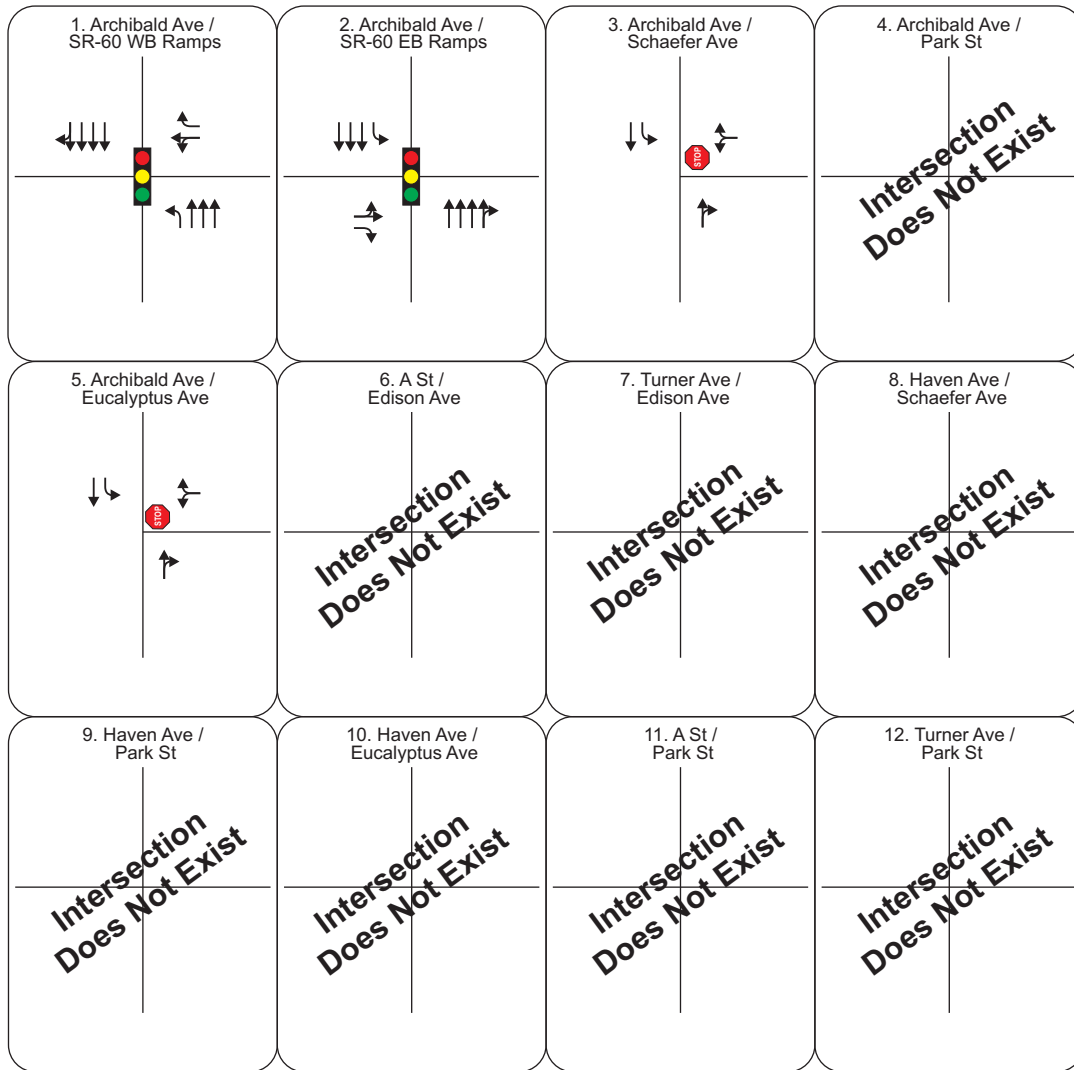 1. Archibald Ave /
SR-60 WB Ramps
2. Archibald Ave /
SR-60 EB Ramps
3. Archibald Ave /
Schaefer Ave
STOP
4. Archibald Ave /
Park St
Intersection
Does Not Exist
5. Archibald Ave /
Eucalyptus Ave
STOP
6. A St /
Edison Ave
Intersection
Does Not Exist
7. Turner Ave /
Edison Ave
Intersection
Does Not Exist
8. Haven Ave /
Schaefer Ave
Intersection
Does Not Exist
9. Haven Ave /
Park St
Intersection
Does Not Exist
10. Haven Ave /
Eucalyptus Ave
Intersection
Does Not Exist
11. A St /
Park St
Intersection
Does Not Exist
12. Turner Ave /
Park St
Intersection
Does Not Exist